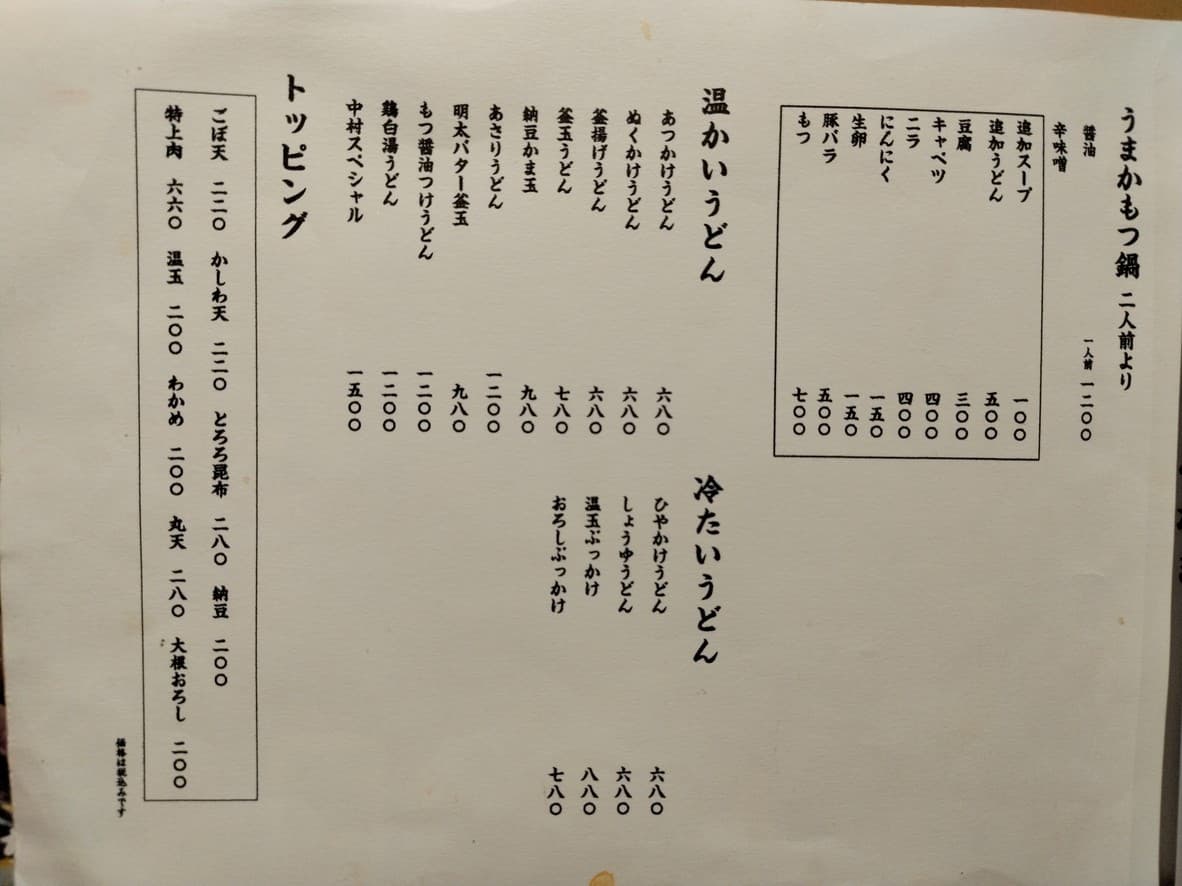 うまかもつ鍋 二人前より
醤油 一人前 一二〇〇
辛味噌
追加スープ 一〇〇
追加うどん 五〇〇
豆腐 三〇〇
キャベツ 四〇〇
ニラ 四〇〇
にんにく 一五〇
生卵 一五〇
豚バラ 五〇〇
もつ 七〇〇
温かいうどん
あつかけうどん 六八〇
ぬくかけうどん 六八〇
釜揚げうどん 六八〇
釜玉うどん 七八〇
納豆かま玉 九八〇
あさりうどん 一二〇〇
明太バター釜玉 九八〇
もつ醤油つけうどん 一二〇〇
鶏白湯うどん 一二〇〇
中村スペシャル 一五〇〇
冷たいうどん
ひやかけうどん 六八〇
しょうゆうどん 六八〇
温玉ぶっかけ 八八〇
おろしぶっかけ 七八〇
トッピング
ごぼ天 二二〇 かしわ天 二二〇 とろろ昆布 二八〇 納豆 二〇〇
特上肉 六六〇 温玉 二〇〇 わかめ 二〇〇 丸天 二八〇 大根おろし 二〇〇
価格は税込みです